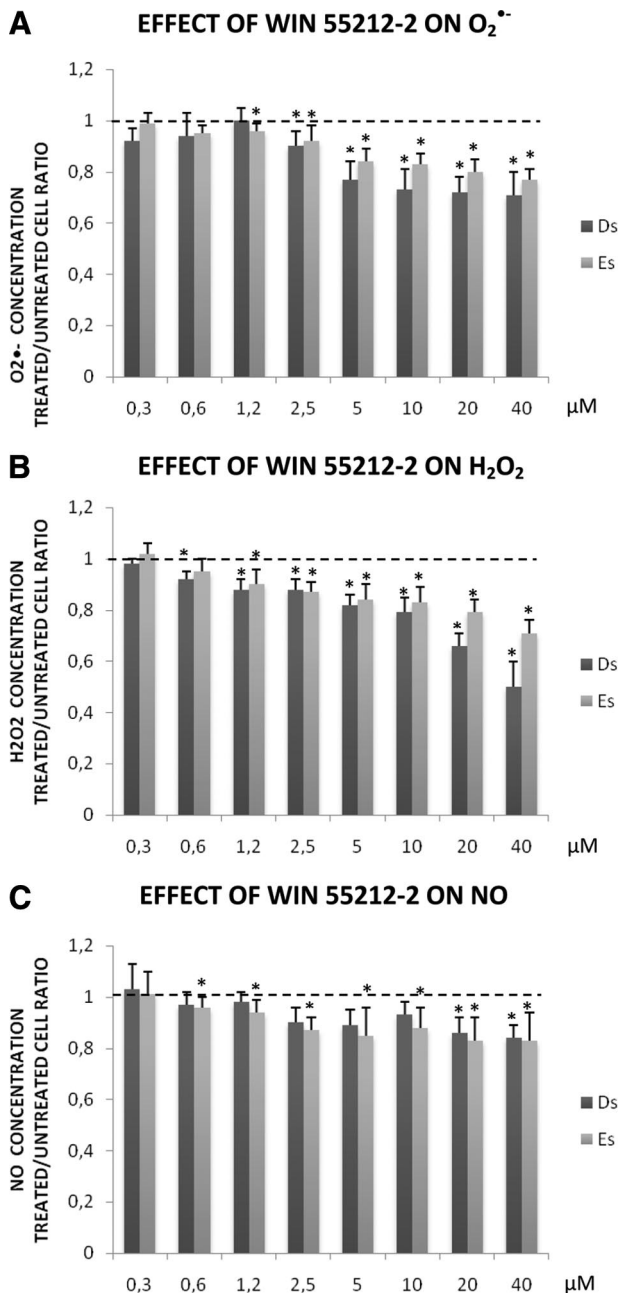 A
EFFECT OF WIN 55212-2 ON O₂•-
O2•- CONCENTRATION
TREATED/UNTREATED CELL RATIO
1,2
1
0,8
0,6
0,4
0,2
0
* * * * * * * * * * *
Ds
Es
0,3 0,6 1,2 2,5 5 10 20 40 µM
B
EFFECT OF WIN 55212-2 ON H₂O₂
H2O2 CONCENTRATION
TREATED/UNTREATED CELL RATIO
1,2
1
0,8
0,6
0,4
0,2
0
* * * * * * * * * * * * *
Ds
Es
0,3 0,6 1,2 2,5 5 10 20 40 µM
C
EFFECT OF WIN 55212-2 ON NO
NO CONCENTRATION
TREATED/UNTREATED CELL RATIO
1,2
1
0,8
0,6
0,4
0,2
0
* * * * * * * * *
Ds
Es
0,3 0,6 1,2 2,5 5 10 20 40 µM